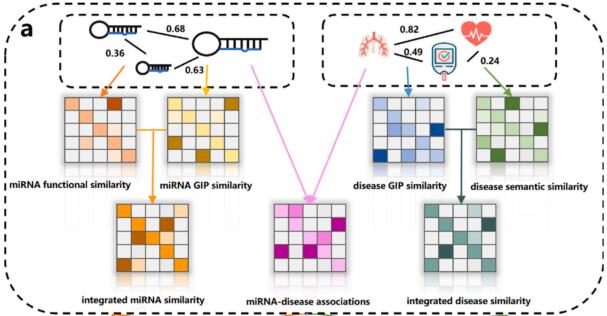 a
0.68
0.36
0.63
0.82
0.49
0.24
miRNA functional similarity
miRNA GIP similarity
disease GIP similarity
disease semantic similarity
integrated miRNA similarity
miRNA-disease associations
integrated disease similarity